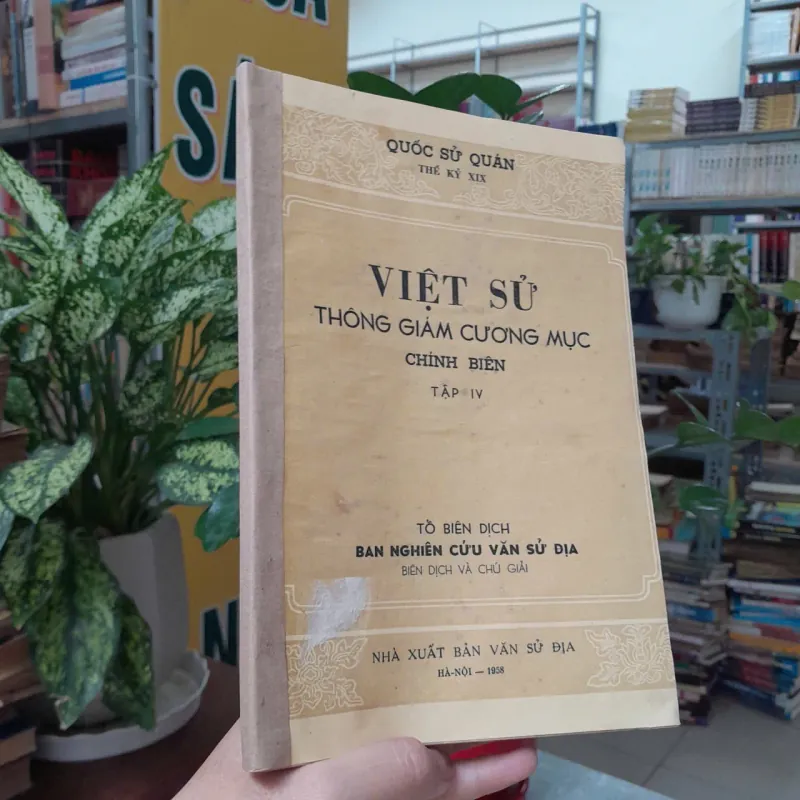 SÁ
QUỐC SỬ QUÁN
THẾ KỶ XIX
VIỆT SỬ
THÔNG GIÁM CƯƠNG MỤC
CHÍNH BIÊN
TẬP IV
TỔ BIÊN DỊCH
BAN NGHIÊN CỨU VĂN SỬ ĐỊA
BIÊN DỊCH VÀ CHÚ GIẢI
NHÀ XUẤT BẢN VĂN SỬ ĐỊA
HÀ-NỘI — 1958